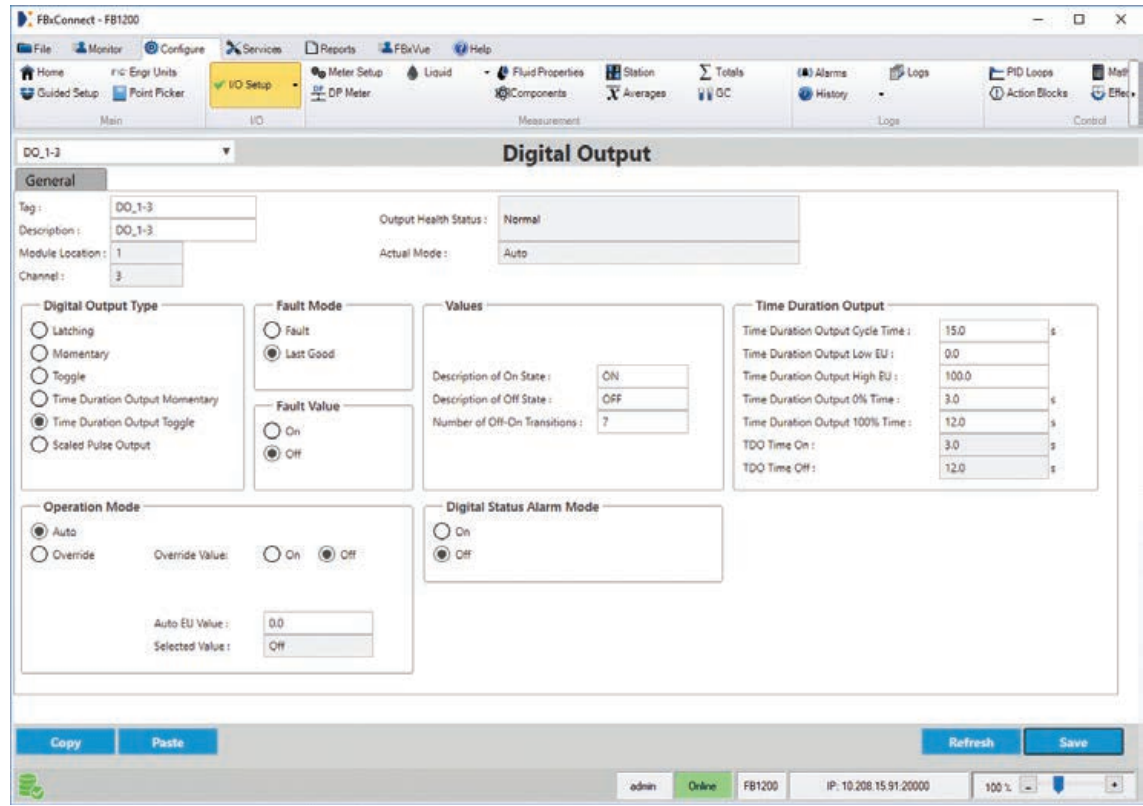 FBxConnect - FB1200
File Monitor Configure Services Reports FBxVue Help
Home Engr Units I/O Setup Meter Setup Liquid Fluid Properties Station Totals Alarms Logs PID Loops Math
Guided Setup Point Picker DP Meter Components Averages GC History Action Blocks Effec
Main I/O Measurement Logs Control
DO_1-3 Digital Output
General
Tag : DO_1-3
Output Health Status : Normal
Description : DO_1-3
Module Location : 1 Actual Mode : Auto
Channel : 3
Digital Output Type Fault Mode Values Time Duration Output
Latching Fault Time Duration Output Cycle Time : 15.0 s
Momentary Last Good Time Duration Output Low EU : 0.0
Toggle Description of On State : ON Time Duration Output High EU : 100.0
Time Duration Output Momentary Fault Value Description of Off State : OFF Time Duration Output 0% Time : 3.0 s
Time Duration Output Toggle On Number of Off-On Transitions : 7 Time Duration Output 100% Time : 12.0 s
Scaled Pulse Output Off TDO Time On : 3.0 s
TDO Time Off : 12.0 s
Operation Mode Digital Status Alarm Mode
Auto On
Override Override Value: On Off Off
Auto EU Value : 0.0
Selected Value : Off
Copy Paste Refresh Save
admin Online FB1200 IP: 10.208.15.91:20000 100 % - +